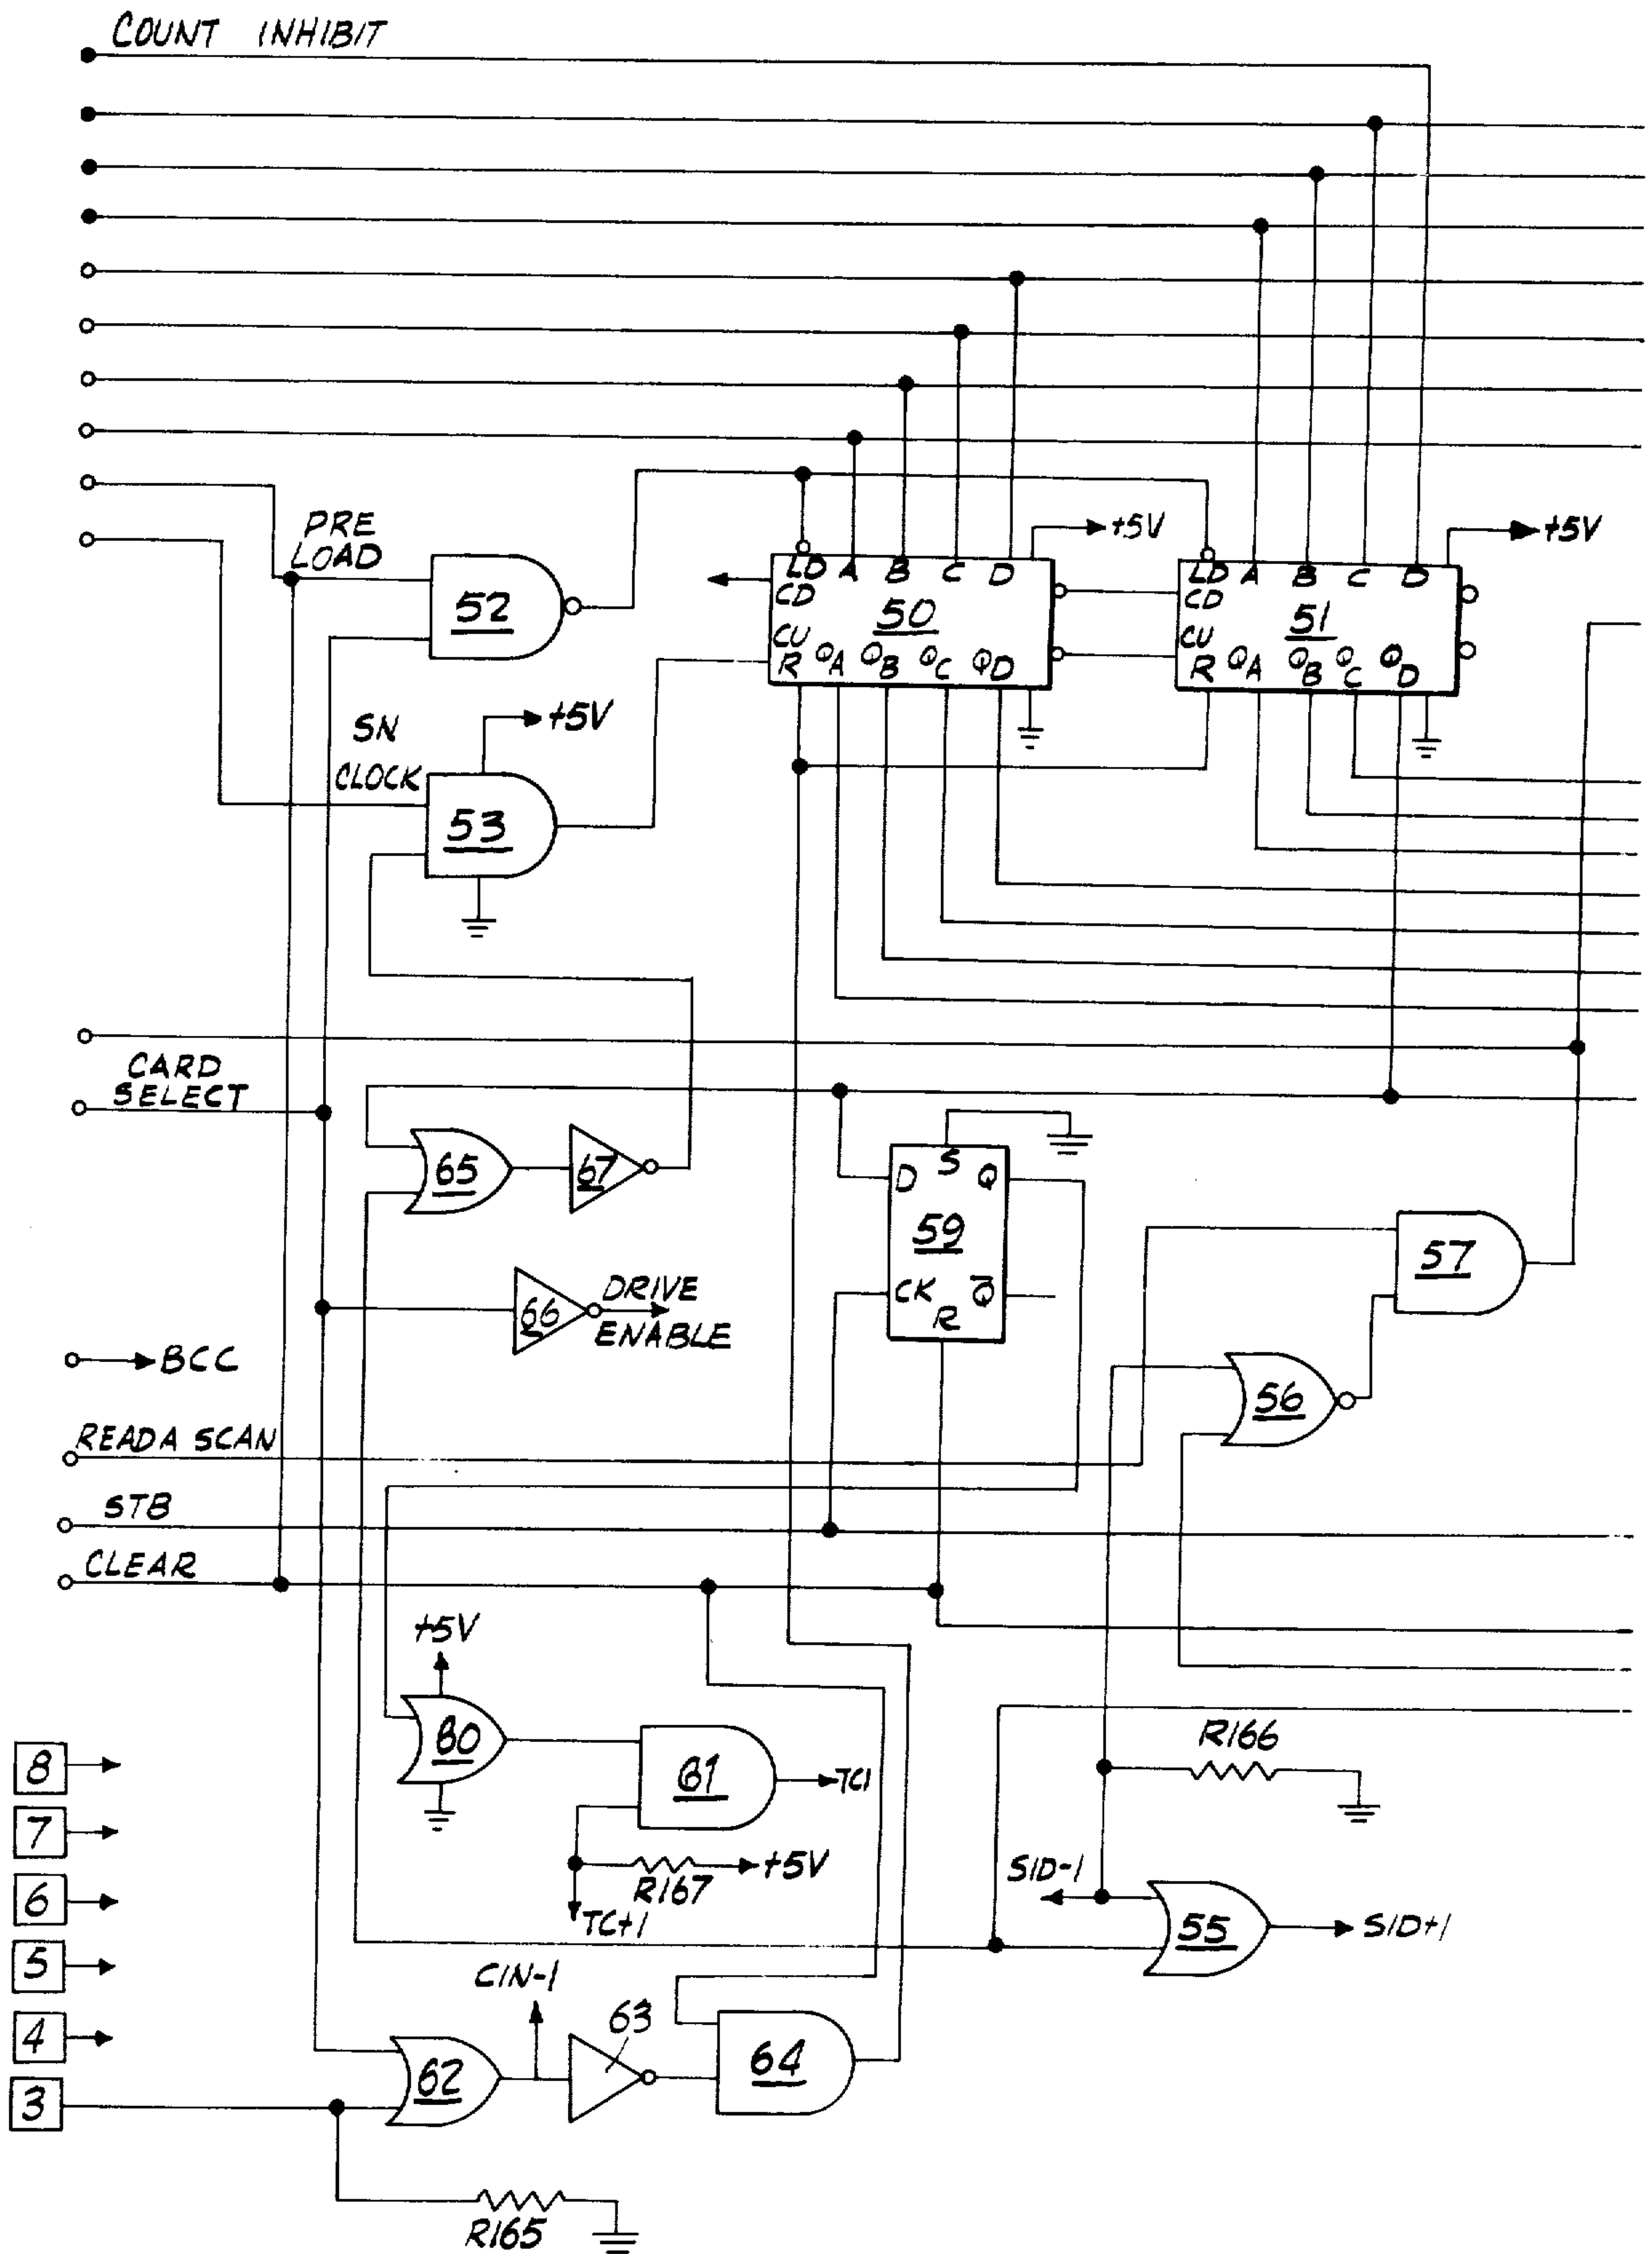 COUNT INHIBIT
PRE
LOAD
52
+5V
+5V
LD A B C D
CD
50
CU
R QA QB QC QD
LD A B C D
CD
51
CU
R QA QB QC QD
SN
CLOCK
+5V
53
CARD
SELECT
65
67
D S Q
59
CK Q̅
R
57
66
DRIVE
ENABLE
BCC
56
READ A SCAN
STB
CLEAR
+5V
60
61
TC1
R166
8
7
6
5
4
3
R167
+5V
TC+1
SID-1
55
SID+1
CIN-1
63
62
64
R165